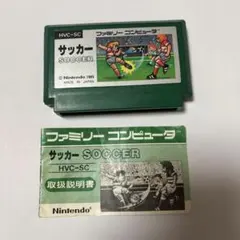 HVC-SC
ファミリー コンピュータ
サッカー
SOCCER
© Nintendo 1985
MADE IN JAPAN
ファミリー コンピュータ
サッカー SOCCER
HVC-SC
取扱説明書
Nintendo